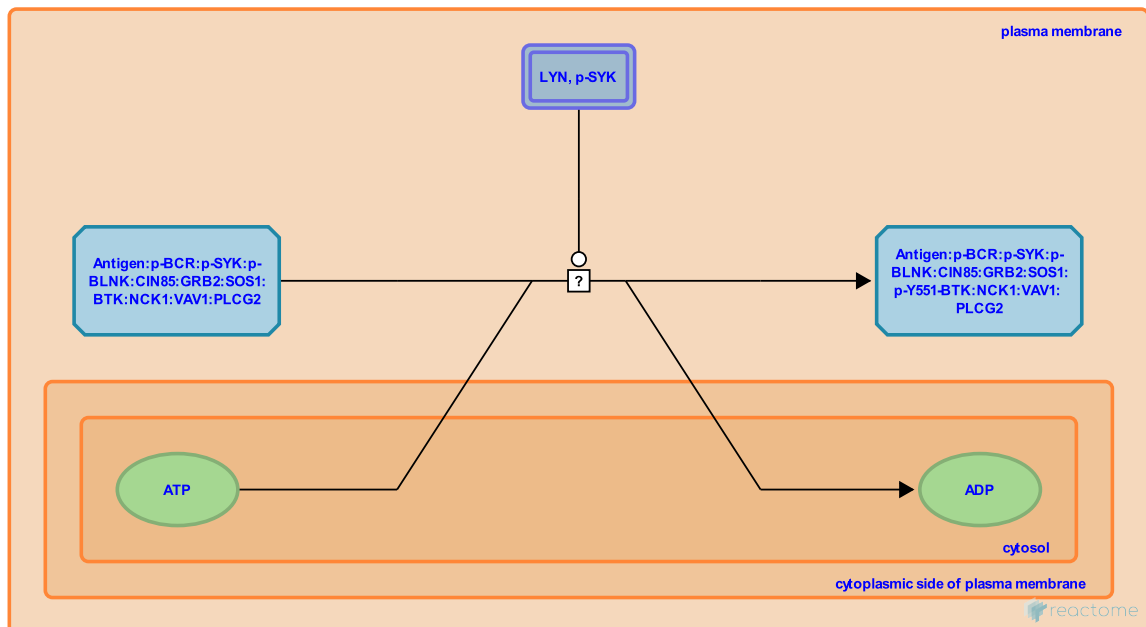 plasma membrane
LYN, p-SYK
Antigen:p-BCR:p-SYK:p-
BLNK:CIN85:GRB2:SOS1:
BTK:NCK1:VAV1:PLCG2
?
Antigen:p-BCR:p-SYK:p-
BLNK:CIN85:GRB2:SOS1:
p-Y551-BTK:NCK1:VAV1:
PLCG2
ATP
ADP
cytosol
cytoplasmic side of plasma membrane
reactome